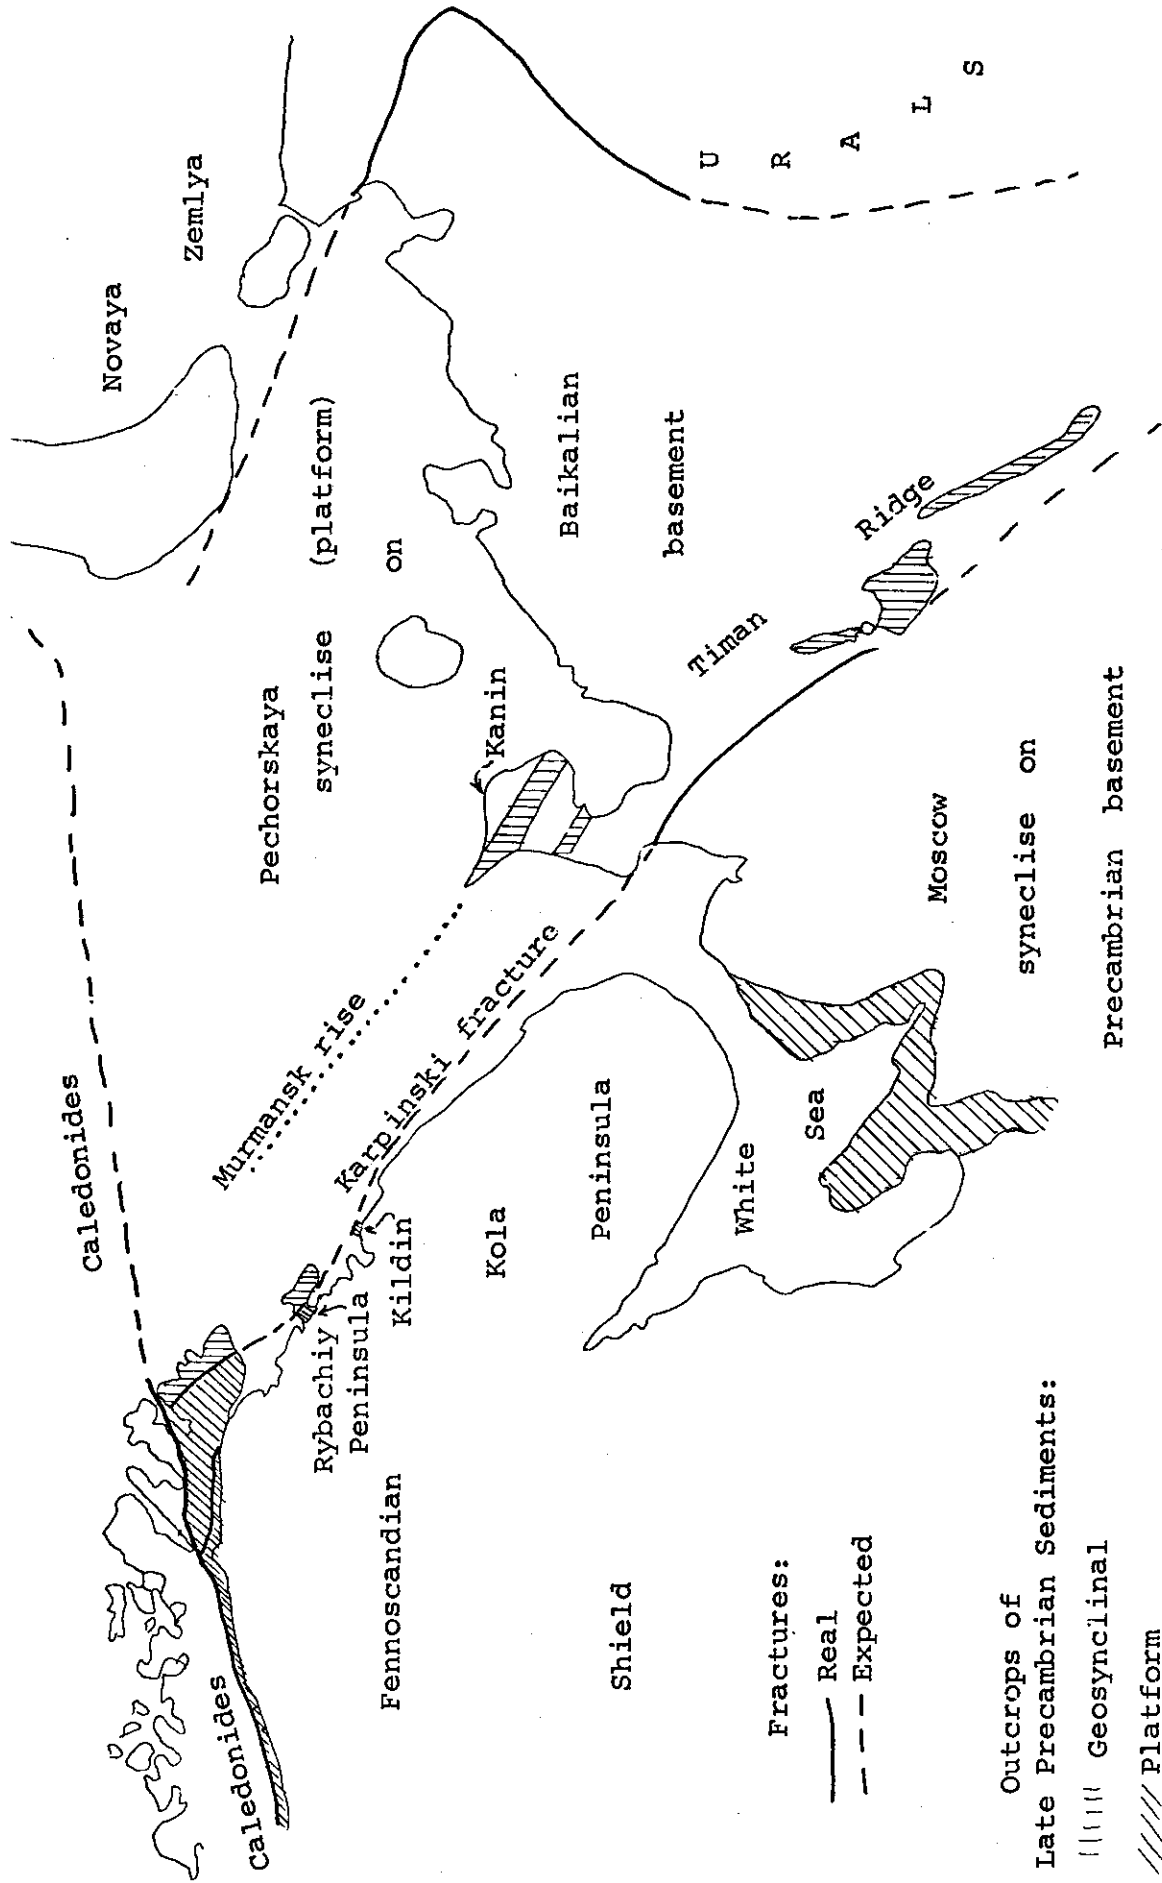 Caledonides
Novaya
Zemlya
Pechorskaya
syneclise (platform)
on
Baikalian
basement
Murmansk rise
Kanin
Karpinski fracture
Caledonides
Rybachiy
Peninsula
Kildin
Timan
Ridge
U
R
A
L
S
Fennoscandian
Shield
Kola
Peninsula
White
Sea
Moscow
syneclise on
Precambrian basement
Fractures:
Real
Expected
Outcrops of
Late Precambrian Sediments:
Geosynclinal
Platform